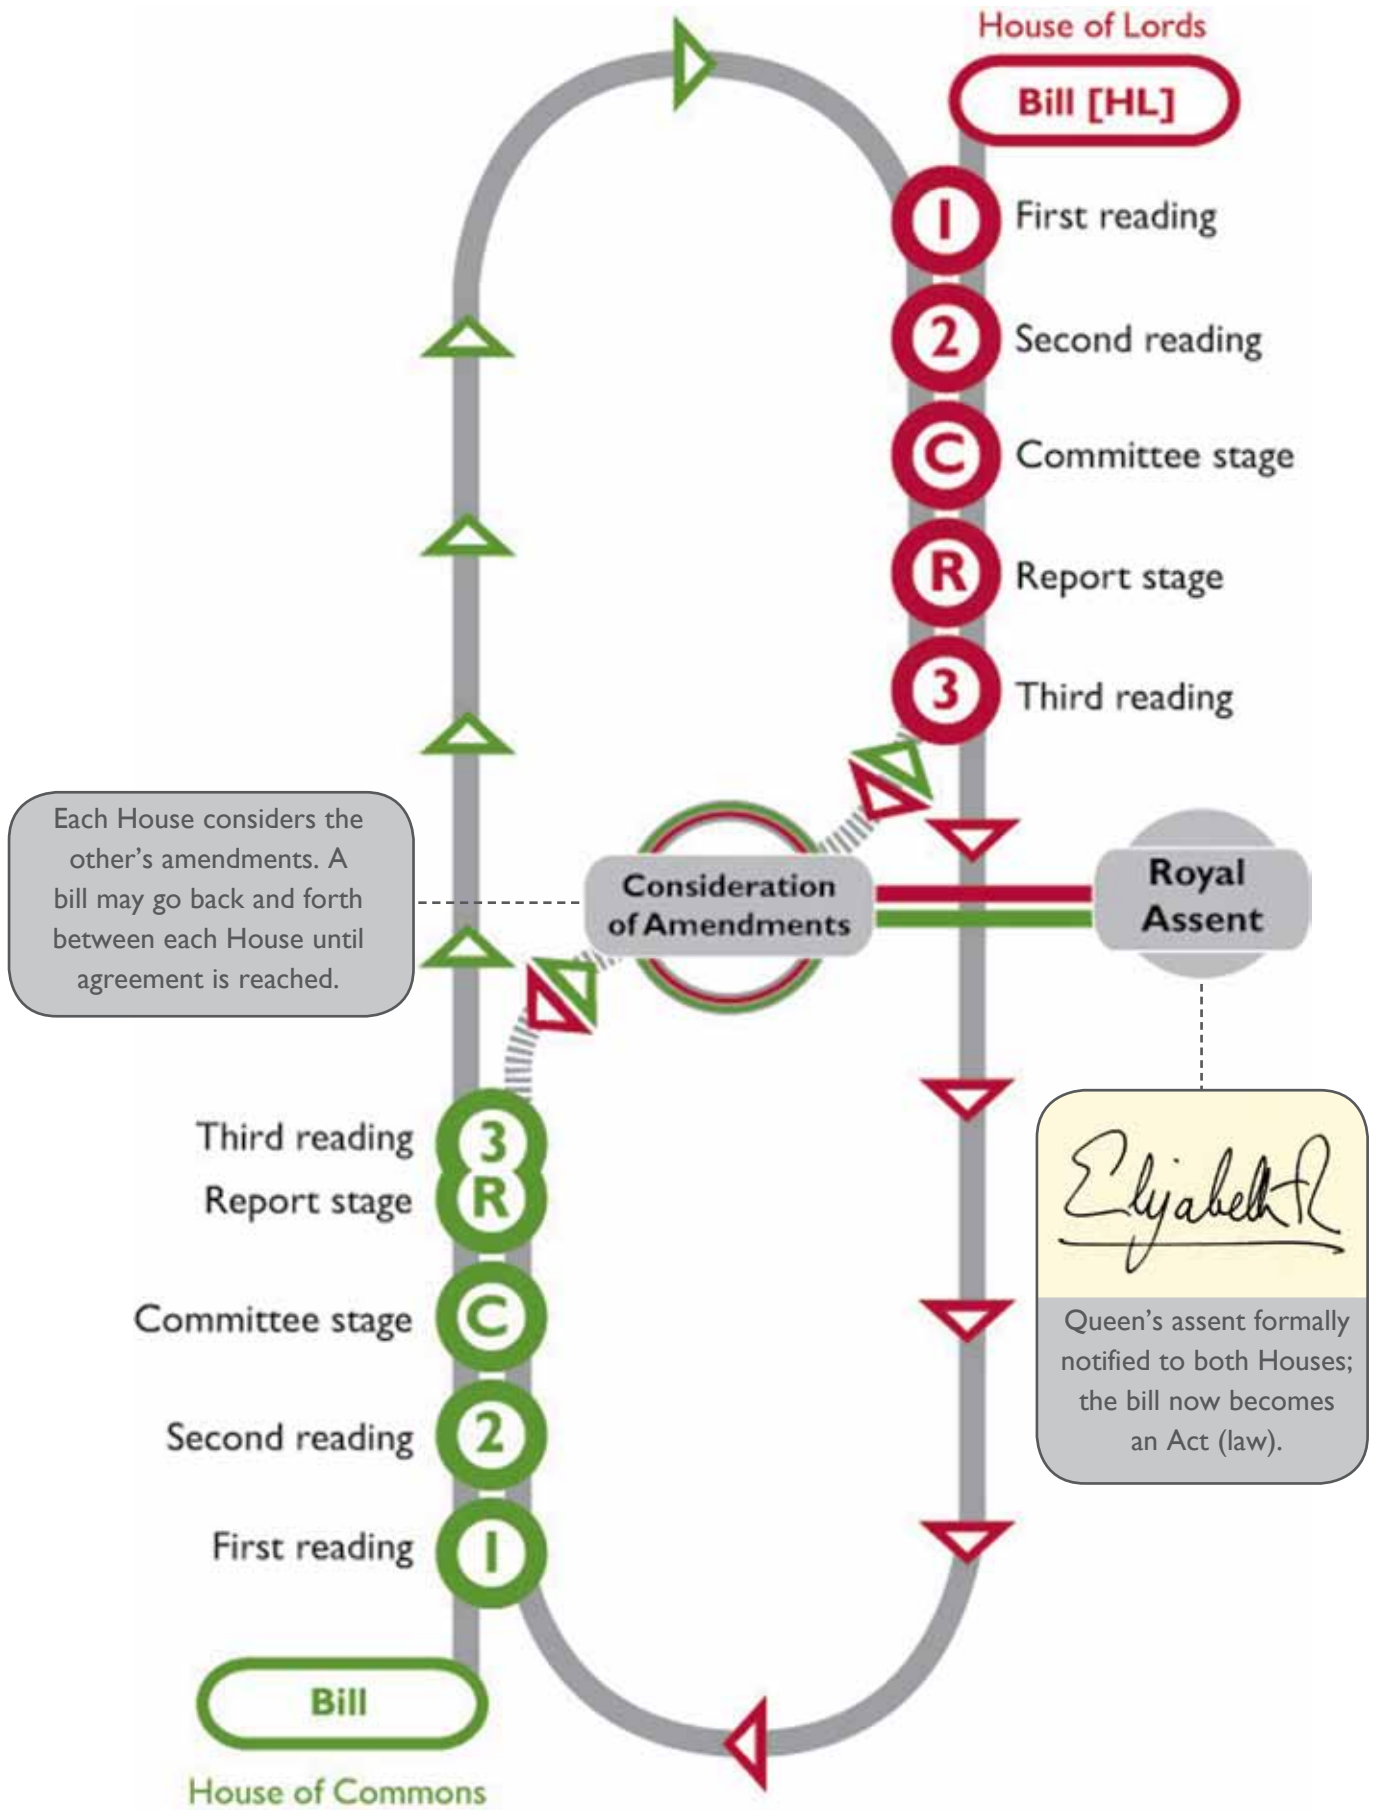 House of Lords
Bill [HL]
1 First reading
2 Second reading
C Committee stage
R Report stage
3 Third reading
Each House considers the
other's amendments. A
bill may go back and forth
between each House until
agreement is reached.
Consideration
of Amendments
Royal
Assent
Elizabeth R
Queen's assent formally
notified to both Houses;
the bill now becomes
an Act (law).
Third reading 3
Report stage R
Committee stage C
Second reading 2
First reading 1
Bill
House of Commons